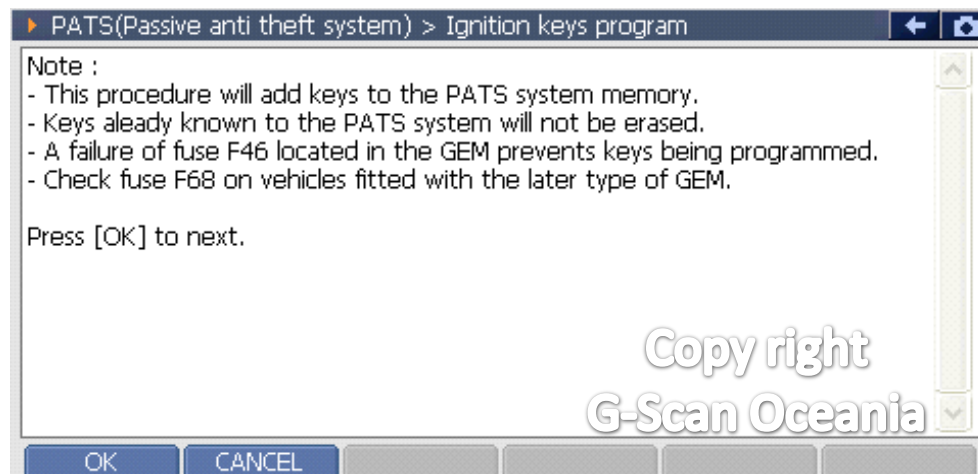 PATS(Passive anti theft system) > Ignition keys program
Note :
- This procedure will add keys to the PATS system memory.
- Keys aleady known to the PATS system will not be erased.
- A failure of fuse F46 located in the GEM prevents keys being programmed.
- Check fuse F68 on vehicles fitted with the later type of GEM.
Press [OK] to next.
Copy right
G-Scan Oceania
OK CANCEL